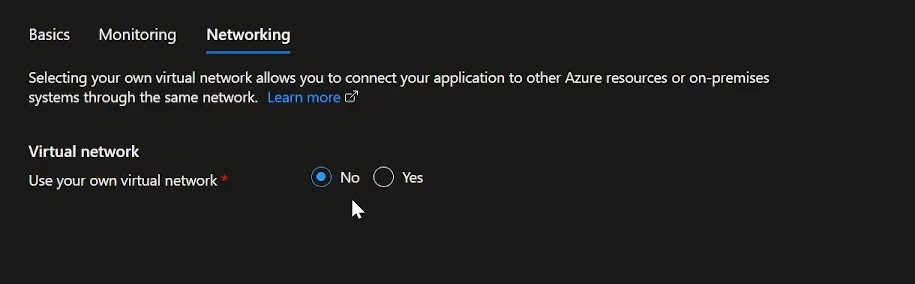 Basics Monitoring Networking
Selecting your own virtual network allows you to connect your application to other Azure resources or on-premises
systems through the same network. Learn more
Virtual network
Use your own virtual network * No Yes